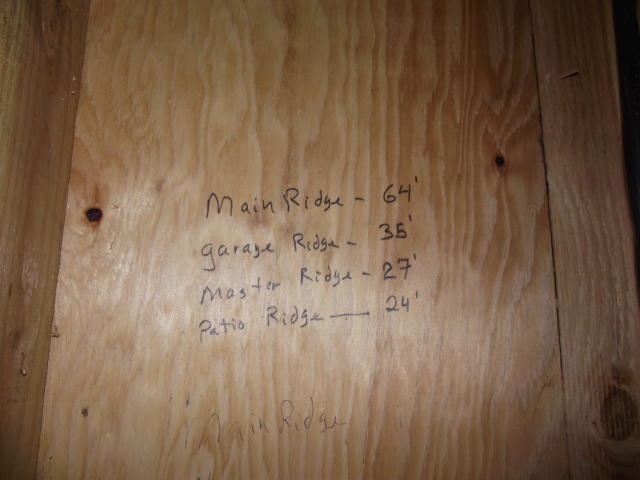 Main Ridge - 64'
garage Ridge - 35'
Master Ridge - 27'
Patio Ridge — 24'
Main Ridge